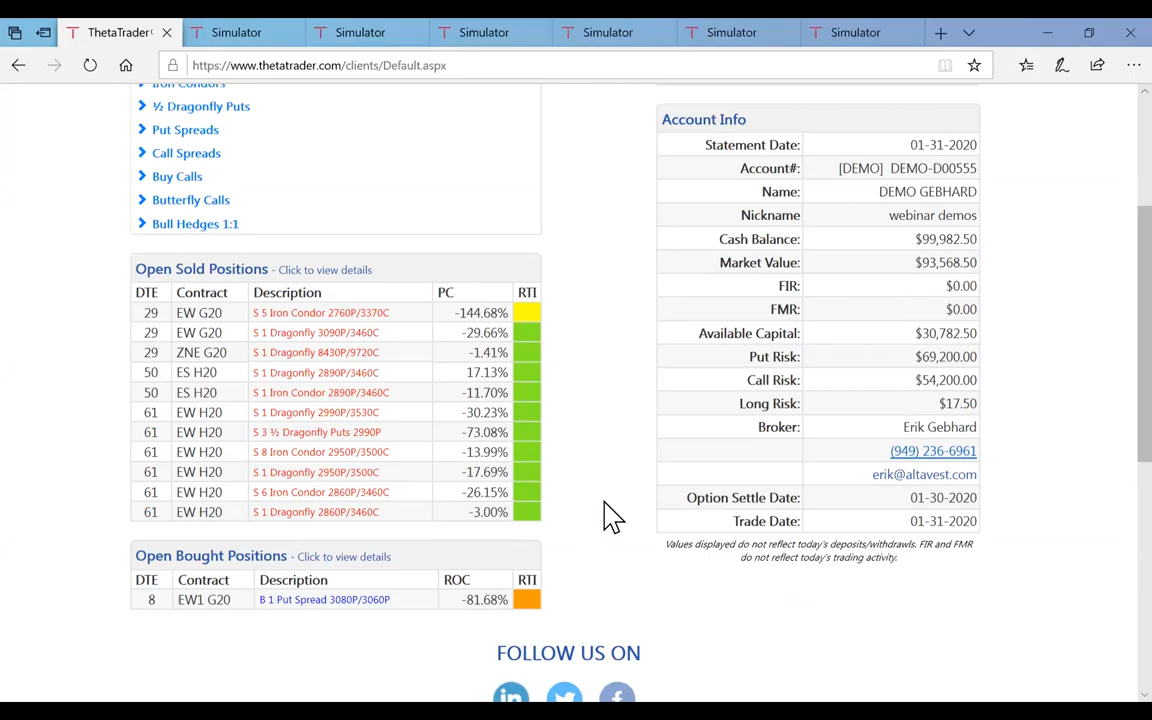 ThetaTrader
Simulator
Simulator
Simulator
Simulator
Simulator
Simulator
https://www.thetatrader.com/clients/Default.aspx
Iron Condors
½ Dragonfly Puts
Put Spreads
Call Spreads
Buy Calls
Butterfly Calls
Bull Hedges 1:1
Open Sold Positions - Click to view details
DTE Contract Description PC RTI
29 EW G20 S 5 Iron Condor 2760P/3370C -144.68%
29 EW G20 S 1 Dragonfly 3090P/3460C -29.66%
29 ZNE G20 S 1 Dragonfly 8430P/9720C -1.41%
50 ES H20 S 1 Dragonfly 2890P/3460C 17.13%
50 ES H20 S 1 Iron Condor 2890P/3460C -11.70%
61 EW H20 S 1 Dragonfly 2990P/3530C -30.23%
61 EW H20 S 3 ½ Dragonfly Puts 2990P -73.08%
61 EW H20 S 8 Iron Condor 2950P/3500C -13.99%
61 EW H20 S 1 Dragonfly 2950P/3500C -17.69%
61 EW H20 S 6 Iron Condor 2860P/3460C -26.15%
61 EW H20 S 1 Dragonfly 2860P/3460C -3.00%
Open Bought Positions - Click to view details
DTE Contract Description ROC RTI
8 EW1 G20 B 1 Put Spread 3080P/3060P -81.68%
Account Info
Statement Date: 01-31-2020
Account#: [DEMO] DEMO-D00555
Name: DEMO GEBHARD
Nickname webinar demos
Cash Balance: $99,982.50
Market Value: $93,568.50
FIR: $0.00
FMR: $0.00
Available Capital: $30,782.50
Put Risk: $69,200.00
Call Risk: $54,200.00
Long Risk: $17.50
Broker: Erik Gebhard
(949) 236-6961
erik@altavest.com
Option Settle Date: 01-30-2020
Trade Date: 01-31-2020
Values displayed do not reflect today's deposits/withdrawls. FIR and FMR
do not reflect today's trading activity.
FOLLOW US ON